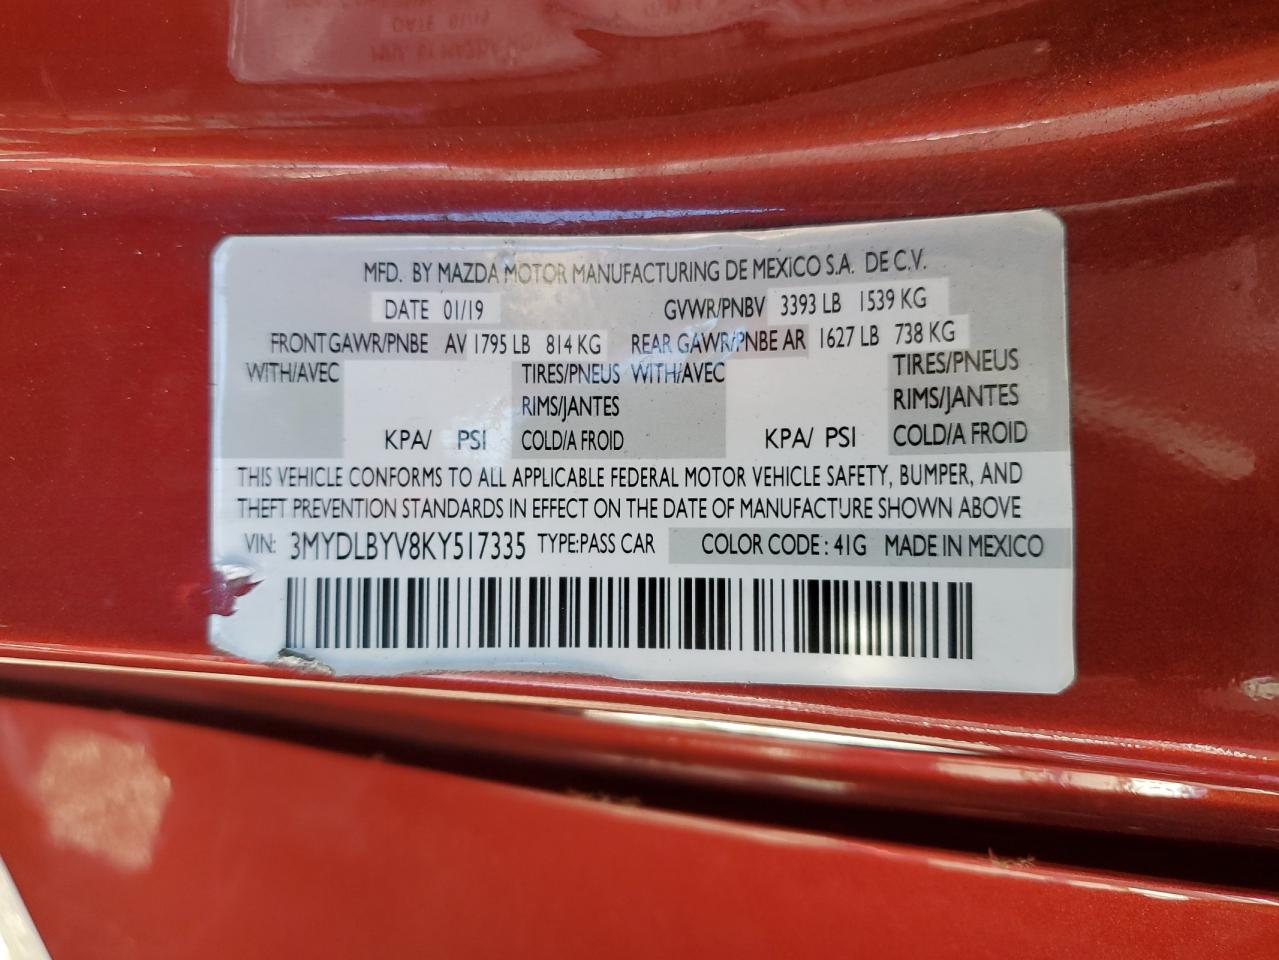 MFD. BY MAZDA MOTOR MANUFACTURING DE MEXICO S.A. DE C.V.
DATE 01/19 GVWR/PNBV 3393 LB 1539 KG
FRONT GAWR/PNBE AV 1795 LB 814 KG REAR GAWR/PNBE AR 1627 LB 738 KG
WITH/AVEC TIRES/PNEUS WITH/AVEC TIRES/PNEUS
RIMS/JANTES RIMS/JANTES
KPA/ PSI COLD/A FROID KPA/ PSI COLD/A FROID
THIS VEHICLE CONFORMS TO ALL APPLICABLE FEDERAL MOTOR VEHICLE SAFETY, BUMPER, AND
THEFT PREVENTION STANDARDS IN EFFECT ON THE DATE OF MANUFACTURE SHOWN ABOVE
VIN: 3MYDLBYV8KY517335 TYPE:PASS CAR COLOR CODE : 41G MADE IN MEXICO